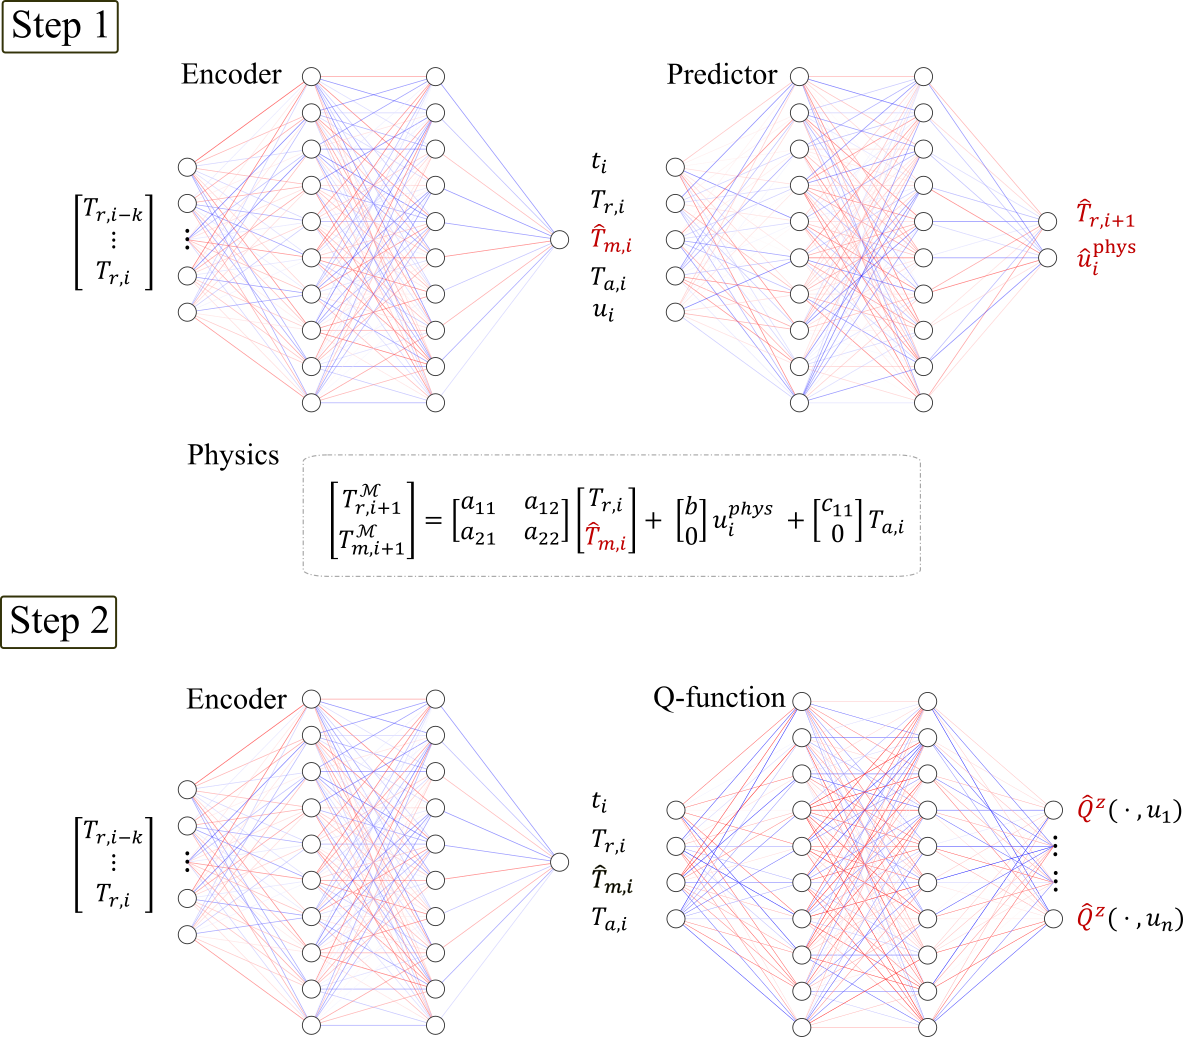 Step 1
Encoder
Predictor
[T_{r,i−k} ⋮ T_{r,i}]
t_i
T_{r,i}
T̂_{m,i}
T_{a,i}
u_i
T̂_{r,i+1}
û_i^{phys}
Physics
[T^ℳ_{r,i+1} T^ℳ_{m,i+1}] = [a_{11} a_{12} a_{21} a_{22}] [T_{r,i} T̂_{m,i}] + [b 0] u_i^{phys} + [c_{11} 0] T_{a,i}
Step 2
Encoder
Q-function
[T_{r,i−k} ⋮ T_{r,i}]
t_i
T_{r,i}
T̂_{m,i}
T_{a,i}
Q̂^z(·, u_1)
Q̂^z(·, u_n)